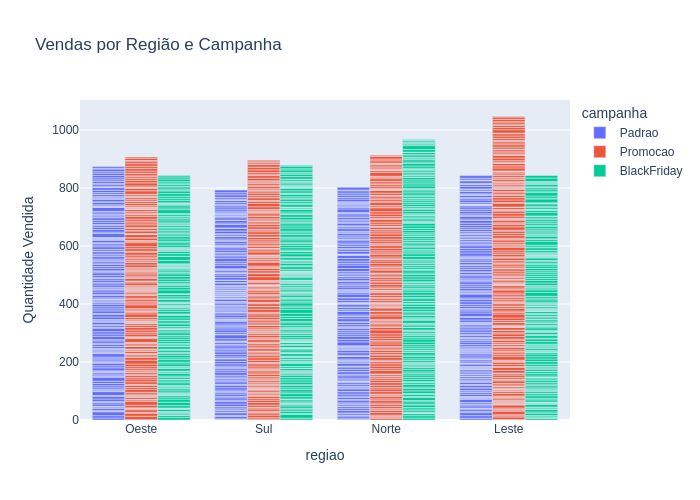 Vendas por Região e Campanha
campanha
Padrao
Promocao
BlackFriday
Quantidade Vendida
1000
800
600
400
200
0
Oeste Sul Norte Leste
regiao